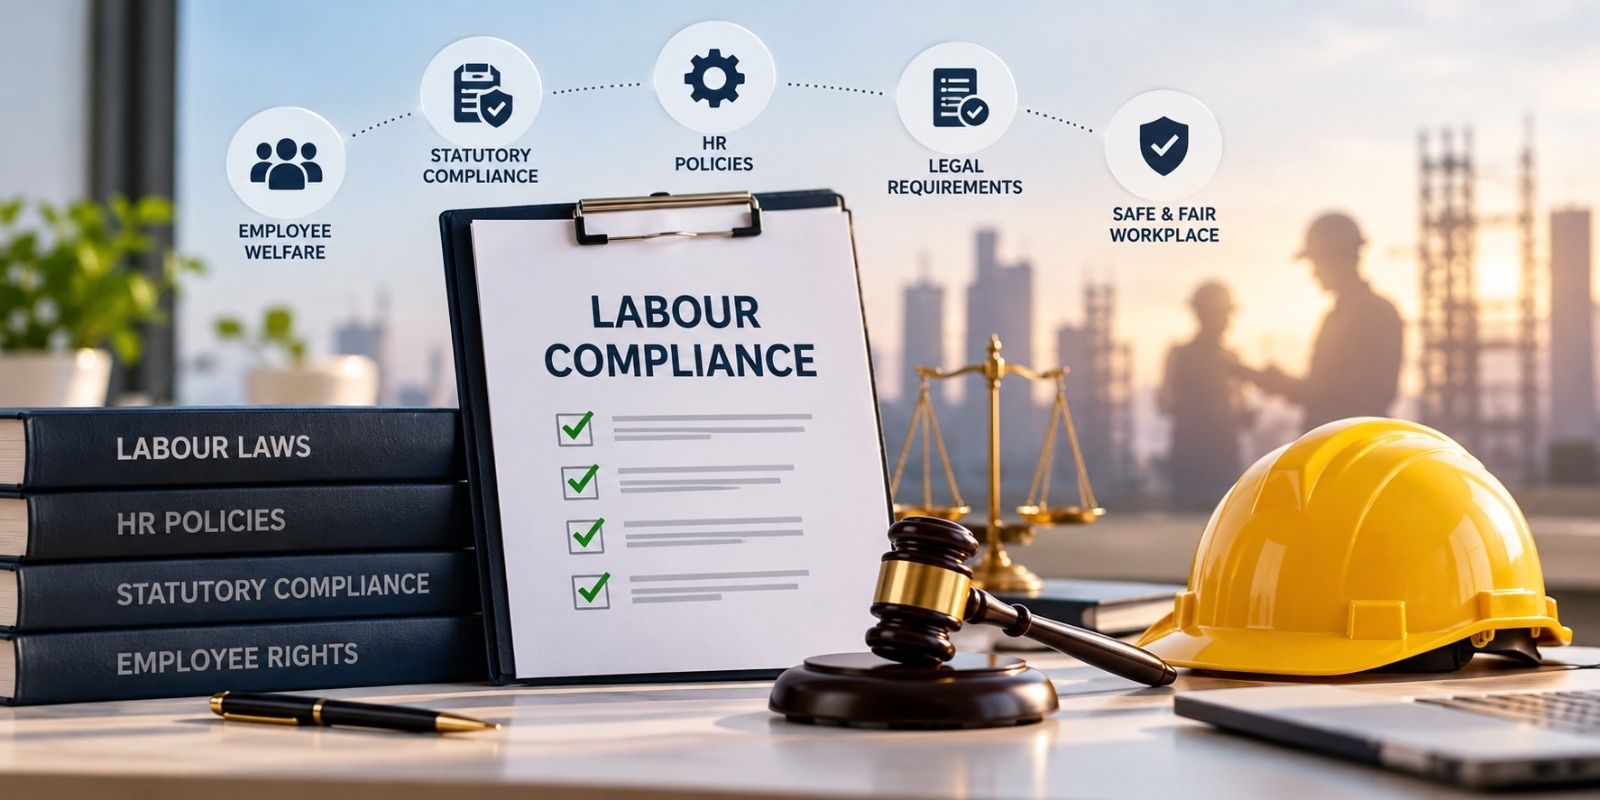 EMPLOYEE
WELFARE
STATUTORY
COMPLIANCE
HR
POLICIES
LEGAL
REQUIREMENTS
SAFE & FAIR
WORKPLACE
LABOUR
COMPLIANCE
LABOUR LAWS
HR POLICIES
STATUTORY COMPLIANCE
EMPLOYEE RIGHTS